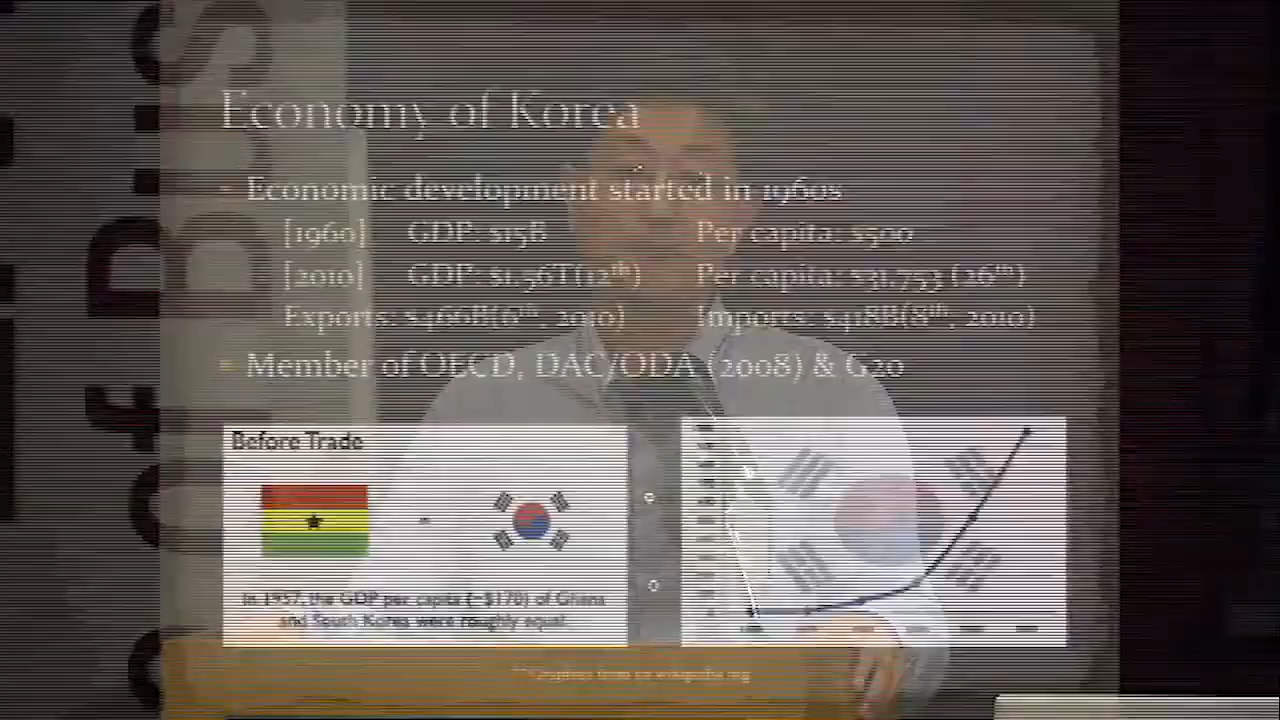 Economy of Korea
Economic development started in 1960s
[1960] GDP: $15B Per capita: $500
[2010] GDP: $1.56T(12th) Per capita: $31,753 (26th)
Exports: $466B(6th, 2010) Imports: $418B(8th, 2010)
Member of OECD, DAC/ODA (2008) & G20
Before Trade
In 1957, the GDP per capita (~$170) of Ghana
and South Korea were roughly equal.
of BUS